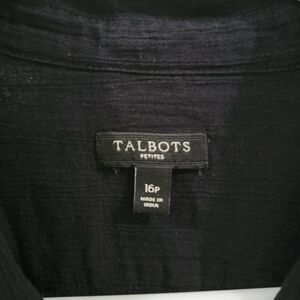 TALBOTS
PETITES
16P
MADE IN
INDIA